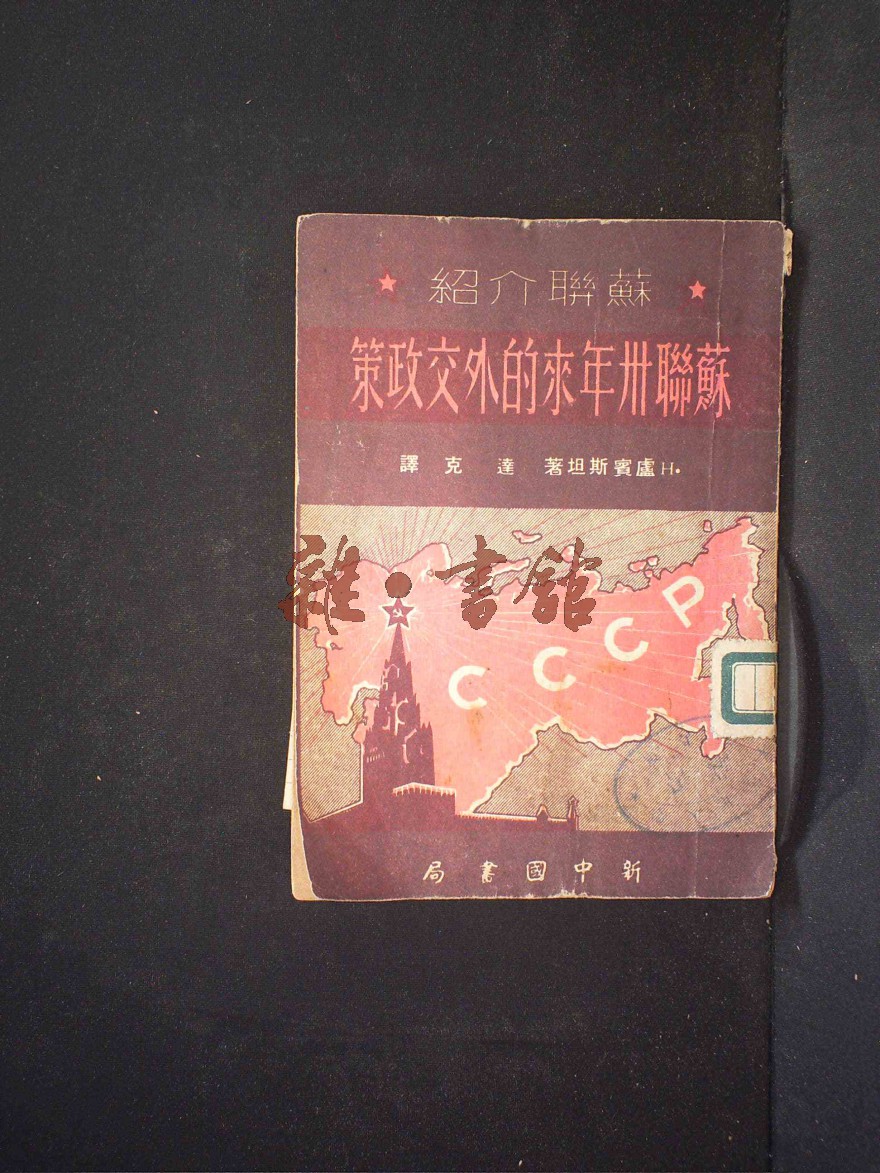 蘇聯介紹
蘇聯卅年來的外交政策
H·盧賓斯坦著 達克譯
雜·書館
CCCP
新中國書局